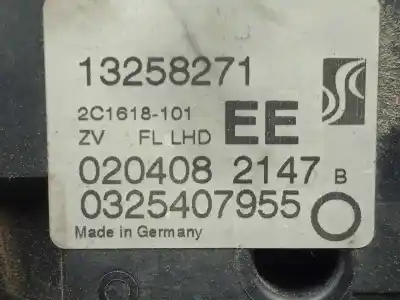 13258271
2C1618-101
ZV FL LHD EE
020408 2147 B
0325407955
Made in Germany